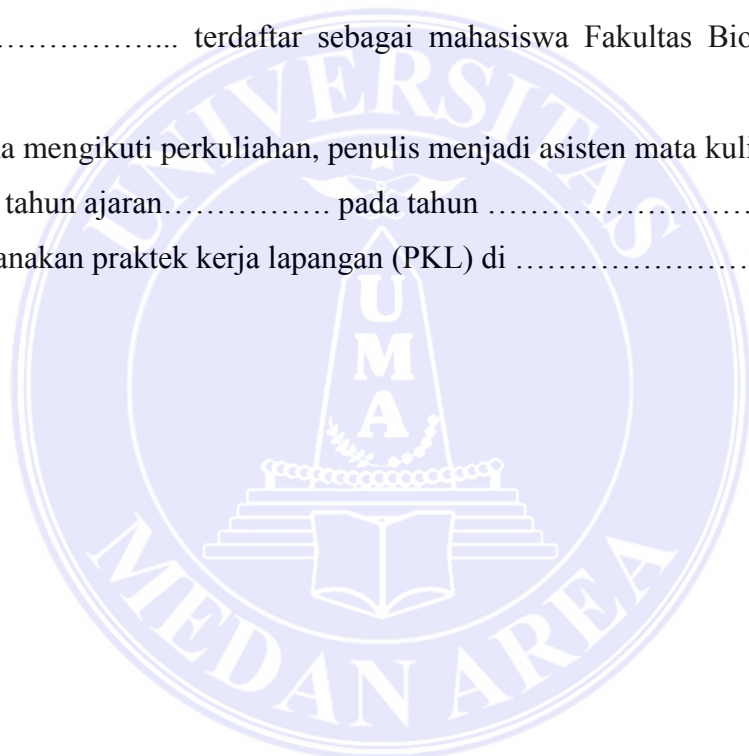 ……………... terdaftar sebagai mahasiswa Fakultas Bio
a mengikuti perkuliahan, penulis menjadi asisten mata kuli
tahun ajaran……………. pada tahun ……………………
anakan praktek kerja lapangan (PKL) di ……………………
UNIVERSITAS
UMA
MEDAN AREA